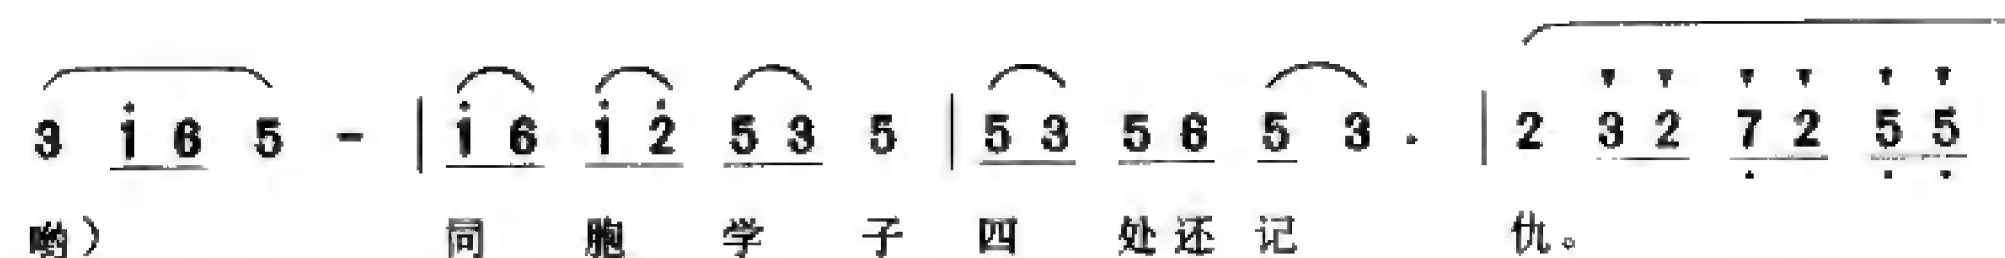 3 i 6 5 - | i 6 i 2 5 3 5 | 5 3 5 6 5 3 . | 2 3 2 7 2 5 5
哟） 同 胞 学 子 四 处 还 记 仇。